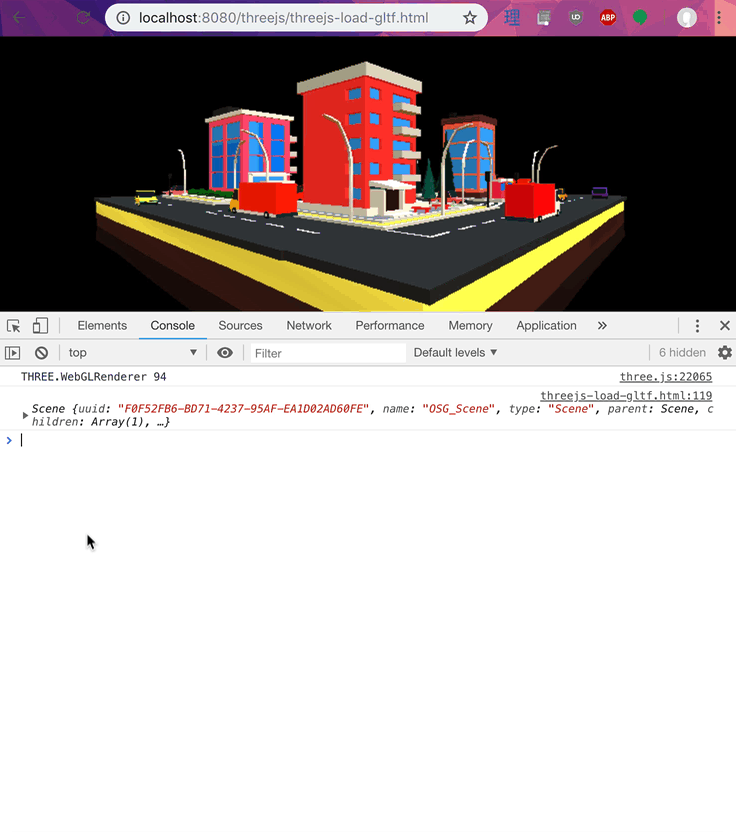 localhost:8080/threejs/threejs-load-gltf.html
UD
ABP
Elements Console Sources Network Performance Memory Application »
top ▼ Filter Default levels ▼ 6 hidden
THREE.WebGLRenderer 94 three.js:22065
threejs-load-gltf.html:119
Scene {uuid: "F0F52FB6-BD71-4237-95AF-EA1D02AD60FE", name: "OSG_Scene", type: "Scene", parent: Scene, c
hildren: Array(1), …}